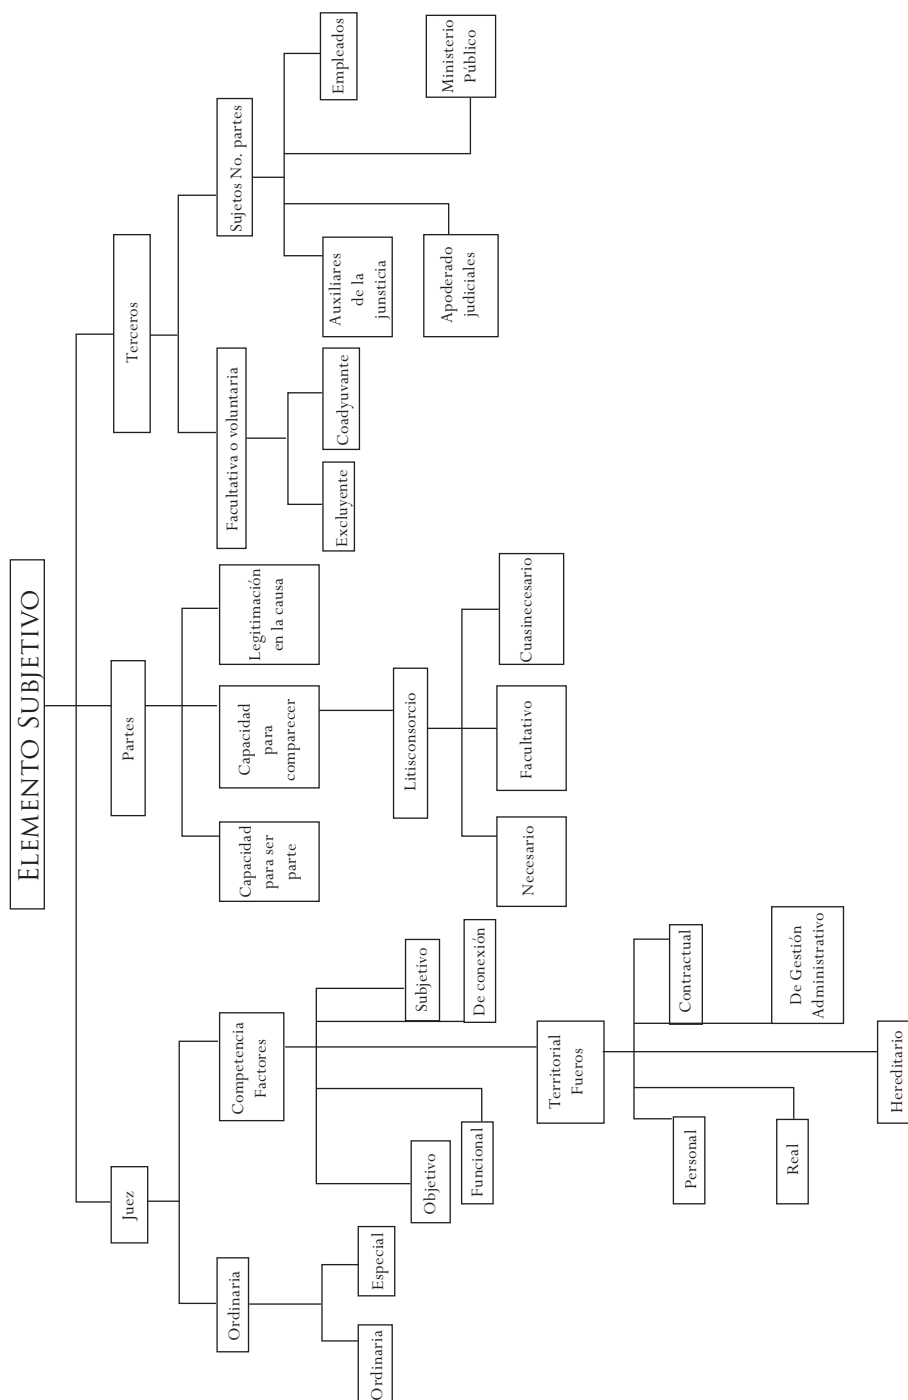 ELEMENTO SUBJETIVO
Juez
Partes
Terceros
Ordinaria
Competencia
Factores
Capacidad
para ser
parte
Capacidad
para
comparecer
Legitimación
en la causa
Facultativa o voluntaria
Sujetos No. partes
Ordinaria
Especial
Objetivo
Funcional
Subjetivo
De conexión
Territorial
Fueros
Personal
Real
Contractual
De Gestión
Administrativo
Hereditario
Litisconsorcio
Necesario
Facultativo
Cuasinecesario
Excluyente
Coadyuvante
Auxiliares
de la
junsticia
Apoderado
judiciales
Empleados
Ministerio
Público